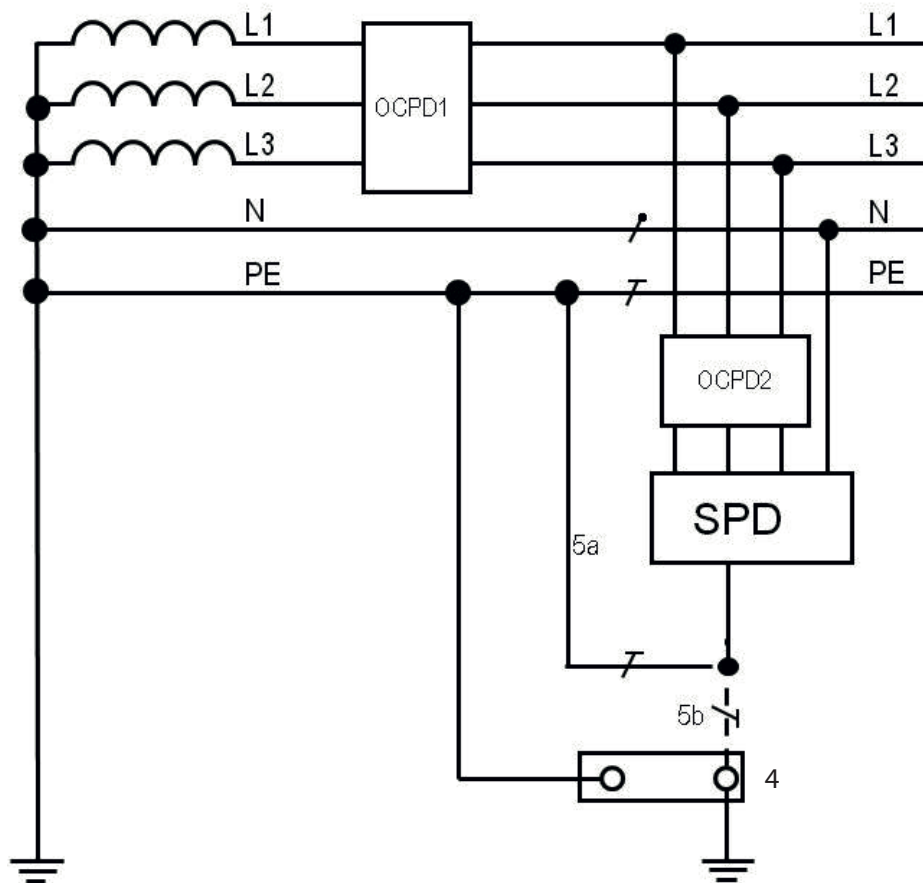 L1 L1
L2 L2
OCPD1
L3 L3
N N
PE PE
OCPD2
SPD
5a
5b
4